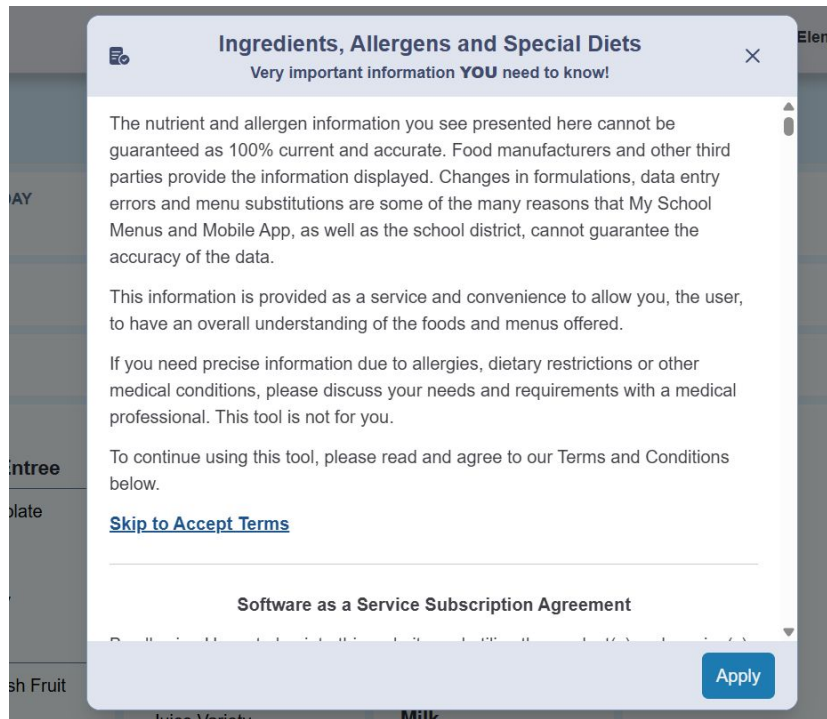 Ingredients, Allergens and Special Diets
Very important information YOU need to know!
The nutrient and allergen information you see presented here cannot be
guaranteed as 100% current and accurate. Food manufacturers and other third
parties provide the information displayed. Changes in formulations, data entry
errors and menu substitutions are some of the many reasons that My School
Menus and Mobile App, as well as the school district, cannot guarantee the
accuracy of the data.
This information is provided as a service and convenience to allow you, the user,
to have an overall understanding of the foods and menus offered.
If you need precise information due to allergies, dietary restrictions or other
medical conditions, please discuss your needs and requirements with a medical
professional. This tool is not for you.
To continue using this tool, please read and agree to our Terms and Conditions
below.
Skip to Accept Terms
Software as a Service Subscription Agreement
Apply
Elem
AY
Entree
plate
sh Fruit
Milk